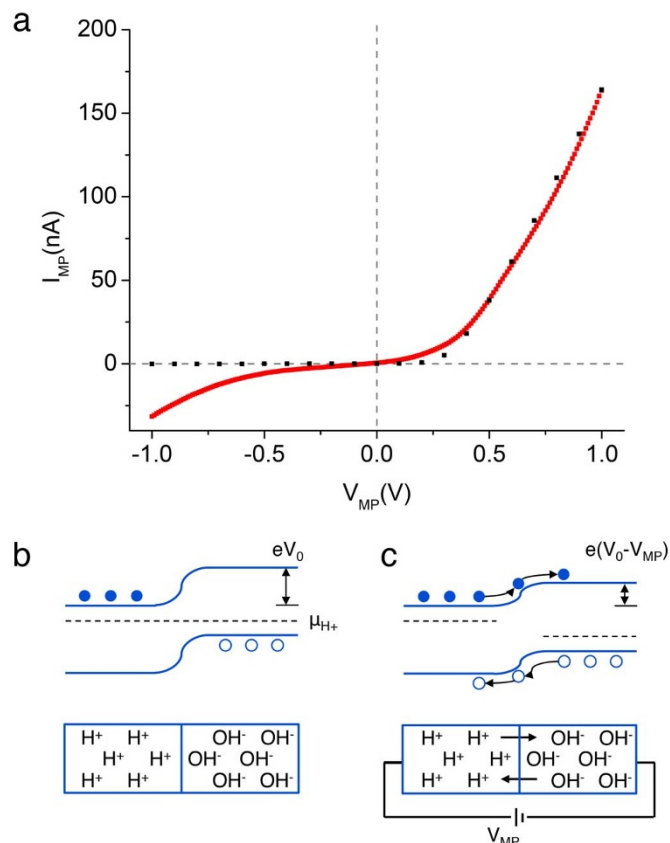 a
200
150
100
50
0
I_MP(nA)
-1.0 -0.5 0.0 0.5 1.0
V_MP(V)
b
eV_0
μ_H+
H⁺ H⁺ OH⁻ OH⁻
H⁺ H⁺ OH⁻ OH⁻
H⁺ H⁺ OH⁻ OH⁻
c
e(V_0-V_MP)
H⁺ H⁺ OH⁻ OH⁻
H⁺ H⁺ OH⁻ OH⁻
H⁺ H⁺ OH⁻ OH⁻
V_MP